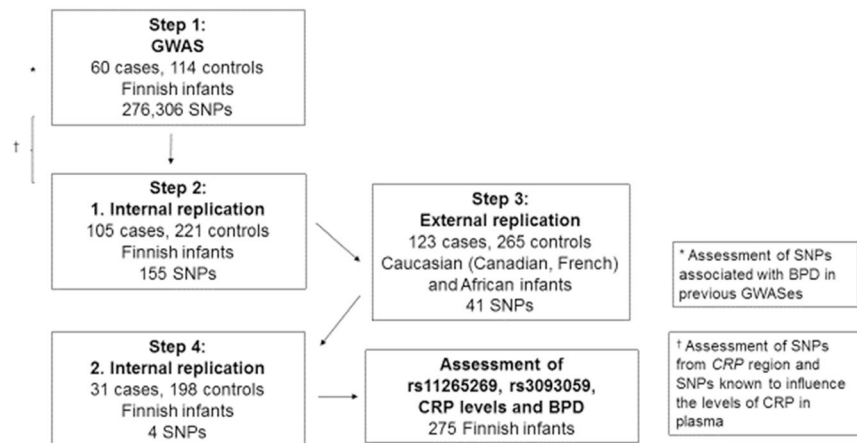 Step 1:
GWAS
60 cases, 114 controls
Finnish infants
276,306 SNPs
*
†
Step 2:
1. Internal replication
105 cases, 221 controls
Finnish infants
155 SNPs
Step 3:
External replication
123 cases, 265 controls
Caucasian (Canadian, French)
and African infants
41 SNPs
* Assessment of SNPs
associated with BPD in
previous GWASes
Step 4:
2. Internal replication
31 cases, 198 controls
Finnish infants
4 SNPs
Assessment of
rs11265269, rs3093059,
CRP levels and BPD
275 Finnish infants
† Assessment of SNPs
from CRP region and
SNPs known to influence
the levels of CRP in
plasma